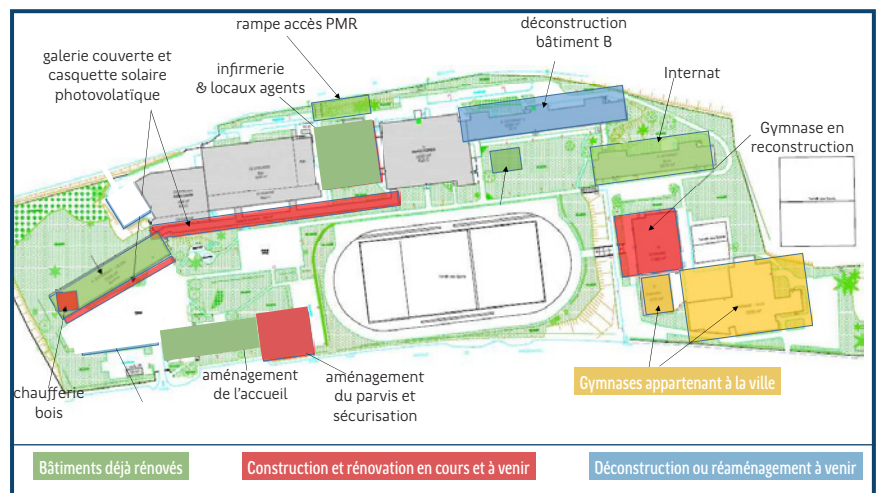 rampe accès PMR
déconstruction
bâtiment B
galerie couverte et
casquette solaire
photovolatïque
infirmerie
& locaux agents
Internat
Gymnase en
reconstruction
chaufferie
bois
aménagement
de l'accueil
aménagement
du parvis et
sécurisation
Gymnases appartenant à la ville
Bâtiments déjà rénovés
Construction et rénovation en cours et à venir
Déconstruction ou réaménagement à venir